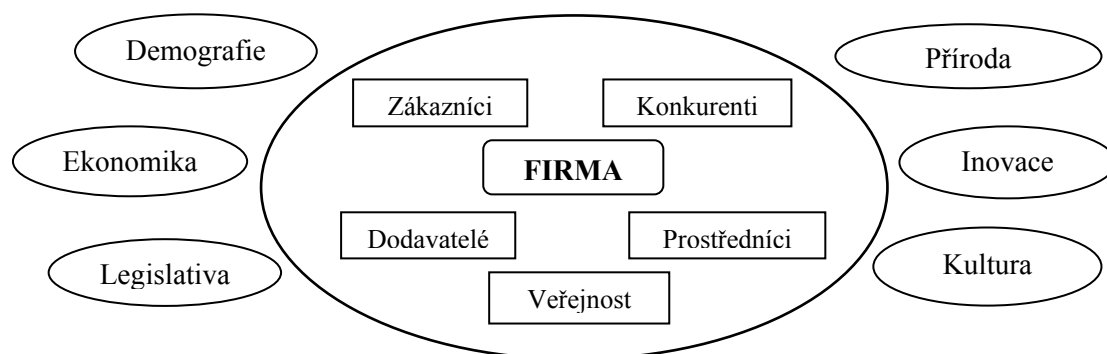 Demografie
Příroda
Zákazníci
Konkurenti
Ekonomika
FIRMA
Inovace
Dodavatelé
Prostředníci
Legislativa
Kultura
Veřejnost